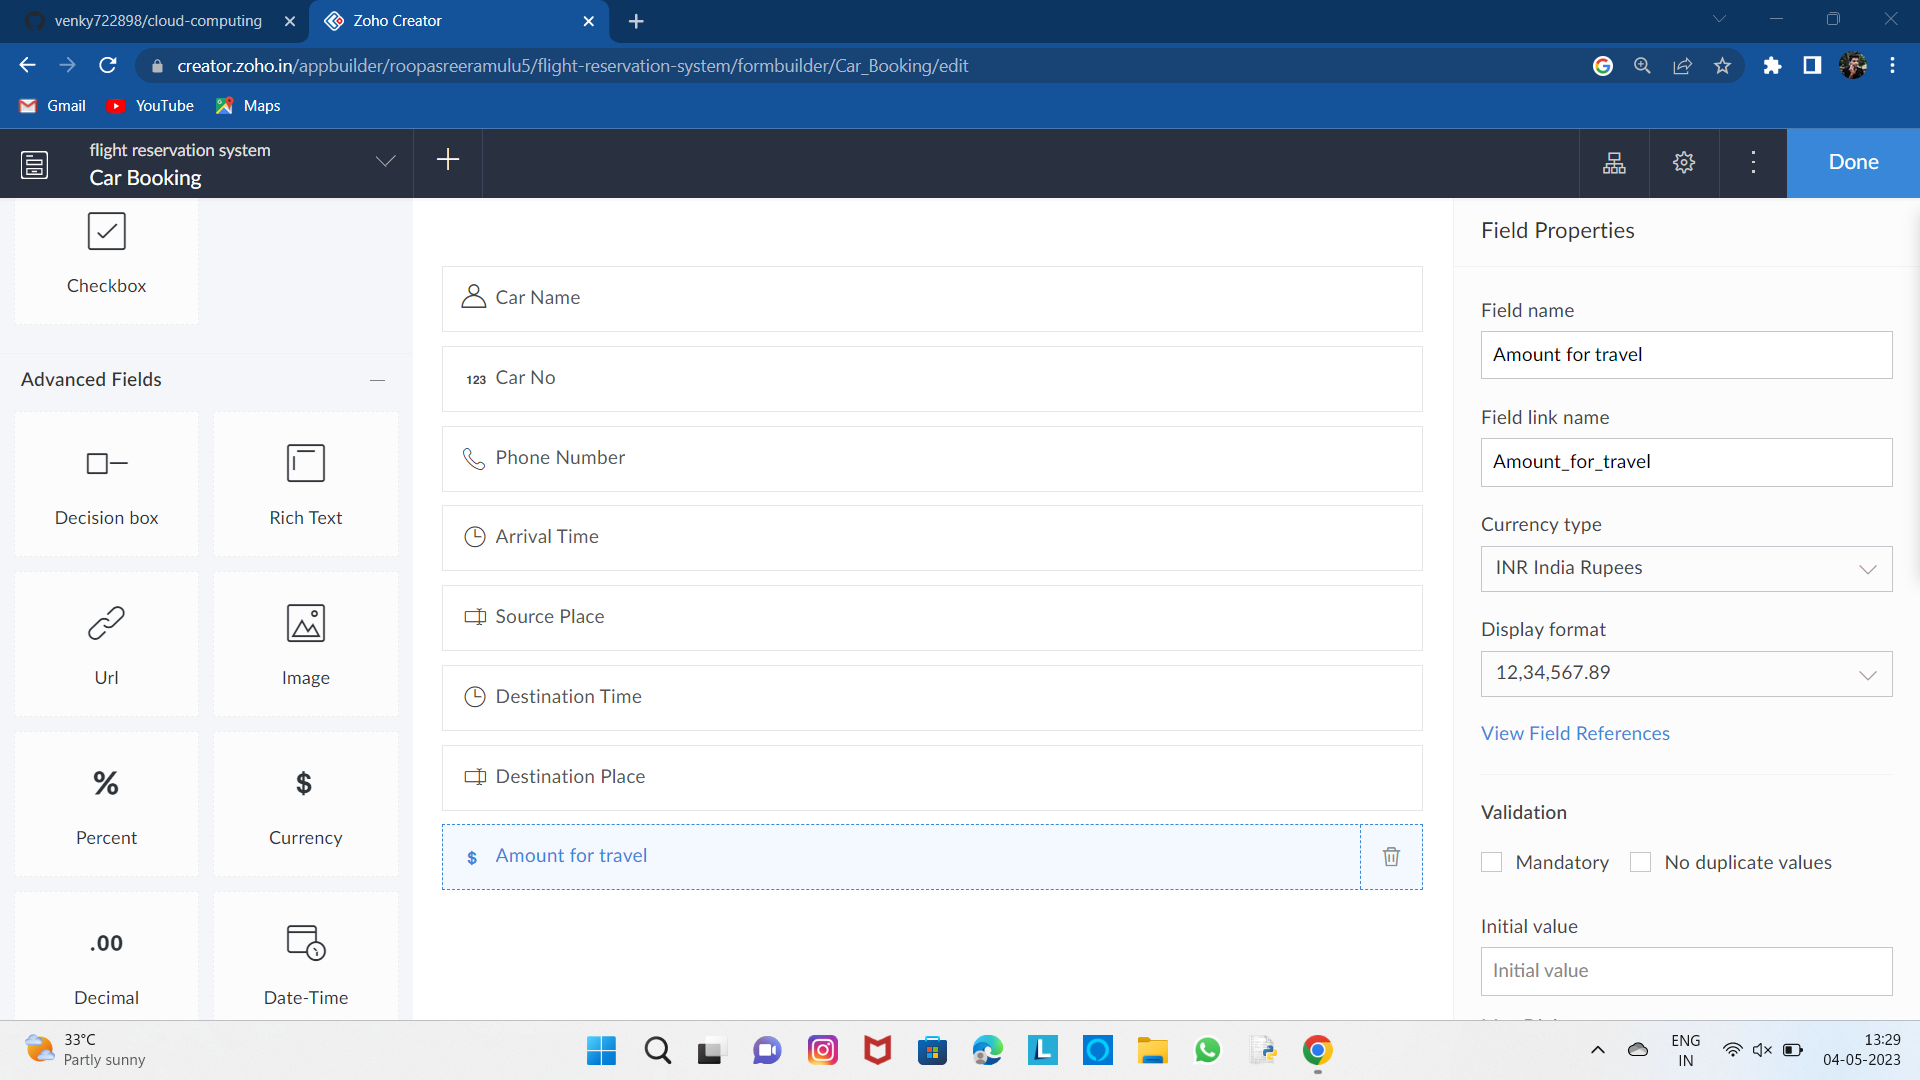 venky722898/cloud-computing
Zoho Creator
creator.zoho.in/appbuilder/roopasreeramulu5/flight-reservation-system/formbuilder/Car_Booking/edit
Gmail
YouTube
Maps
flight reservation system
Car Booking
Done
Checkbox
Advanced Fields
Decision box
Rich Text
Url
Image
%
Percent
$
Currency
.00
Decimal
Date-Time
Car Name
123 Car No
Phone Number
Arrival Time
Source Place
Destination Time
Destination Place
$ Amount for travel
Field Properties
Field name
Amount for travel
Field link name
Amount_for_travel
Currency type
INR India Rupees
Display format
12,34,567.89
View Field References
Validation
Mandatory
No duplicate values
Initial value
Initial value
33°C
Partly sunny
ENG
IN
13:29
04-05-2023